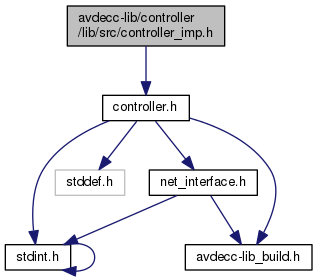 avdecc-lib/controller
/lib/src/controller_imp.h
controller.h
stddef.h
net_interface.h
stdint.h
avdecc-lib_build.h